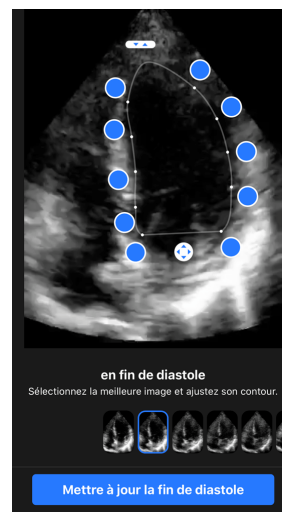 en fin de diastole
Sélectionnez la meilleure image et ajustez son contour.
Mettre à jour la fin de diastole